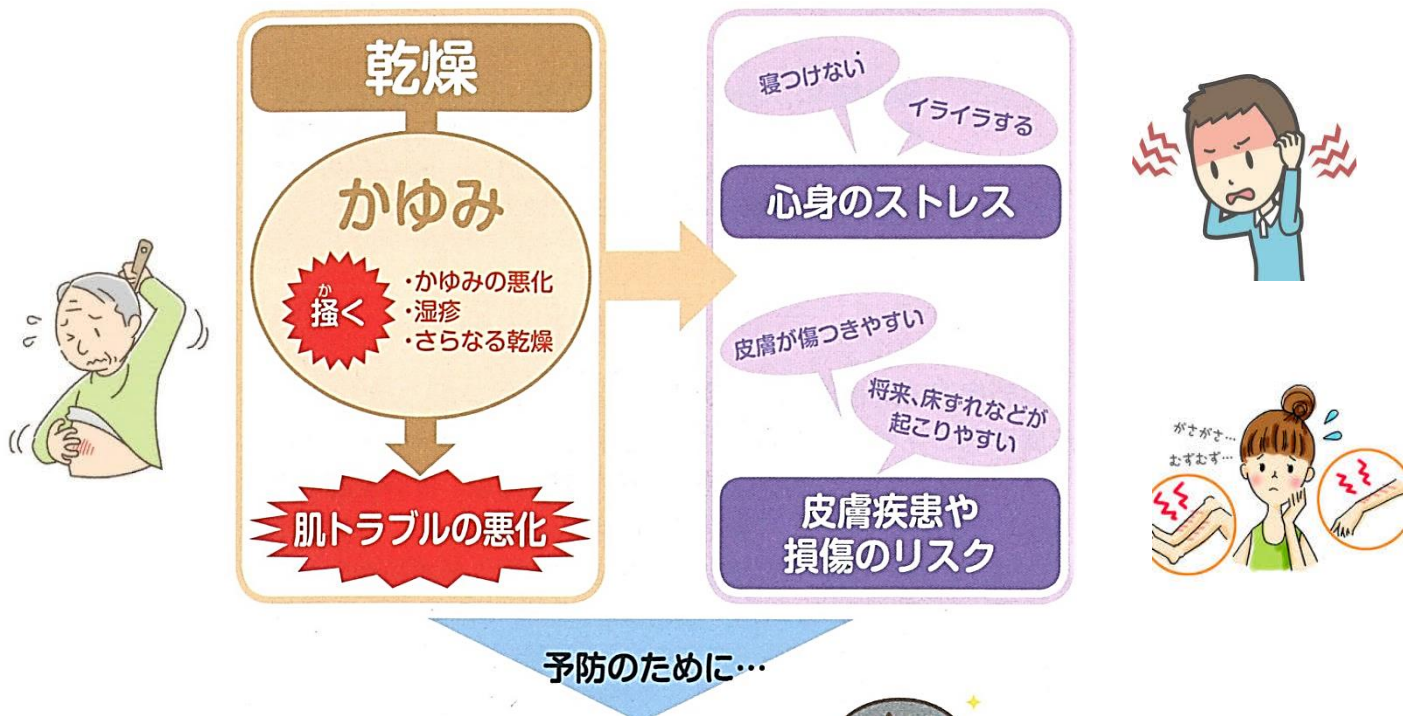 乾燥
かゆみ
か
掻く
・かゆみの悪化
・湿疹
・さらなる乾燥
肌トラブルの悪化
寝つけない
イライラする
心身のストレス
皮膚が傷つきやすい
将来、床ずれなどが
起こりやすい
皮膚疾患や
損傷のリスク
がさがさ…
むずむず…
予防のために…